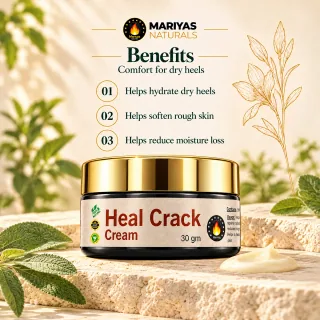 MARIYAS
NATURALS
Benefits
Comfort for dry heels
01 Helps hydrate dry heels
02 Helps soften rough skin
03 Helps reduce moisture loss
Heal Crack
Cream
30 gm